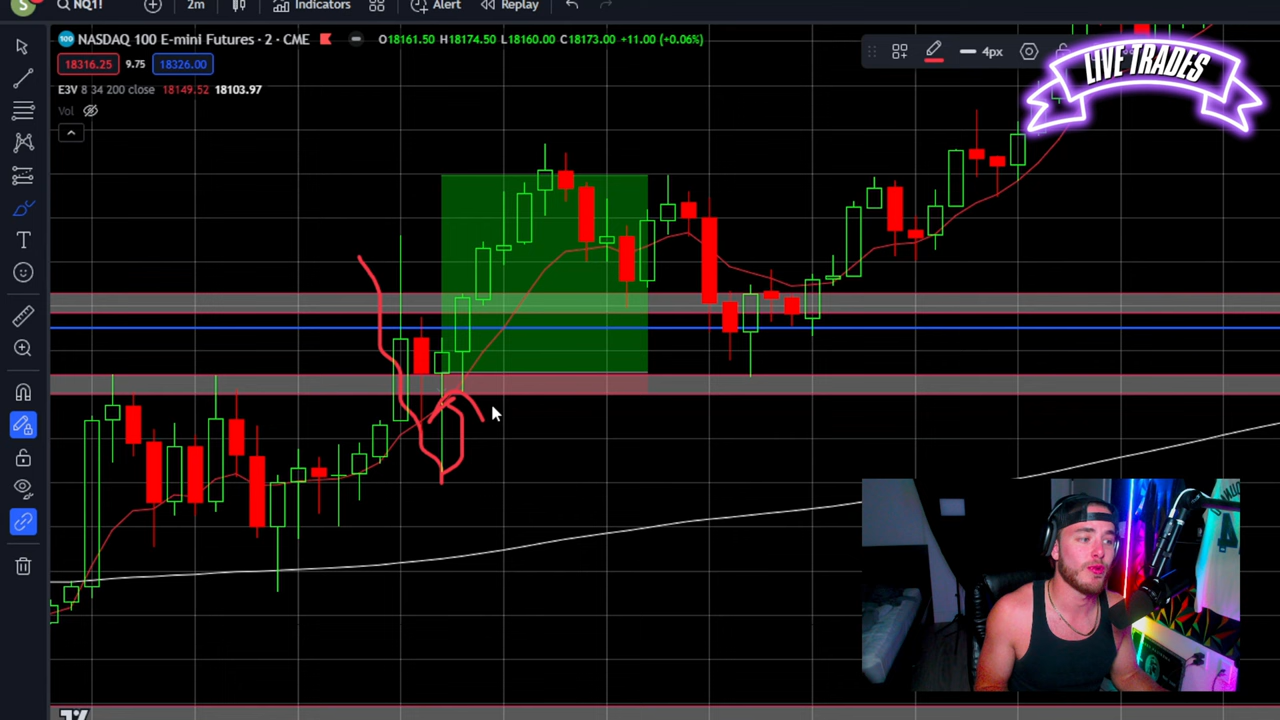 NQ1! 2m Indicators Alert Replay
NASDAQ 100 E-mini Futures · 2 · CME O18161.50 H18174.50 L18160.00 C18173.00 +11.00 (+0.06%)
4px
LIVE TRADES
18316.25 9.75 18326.00
E3V 8 34 200 close 18149.52 18103.97
Vol